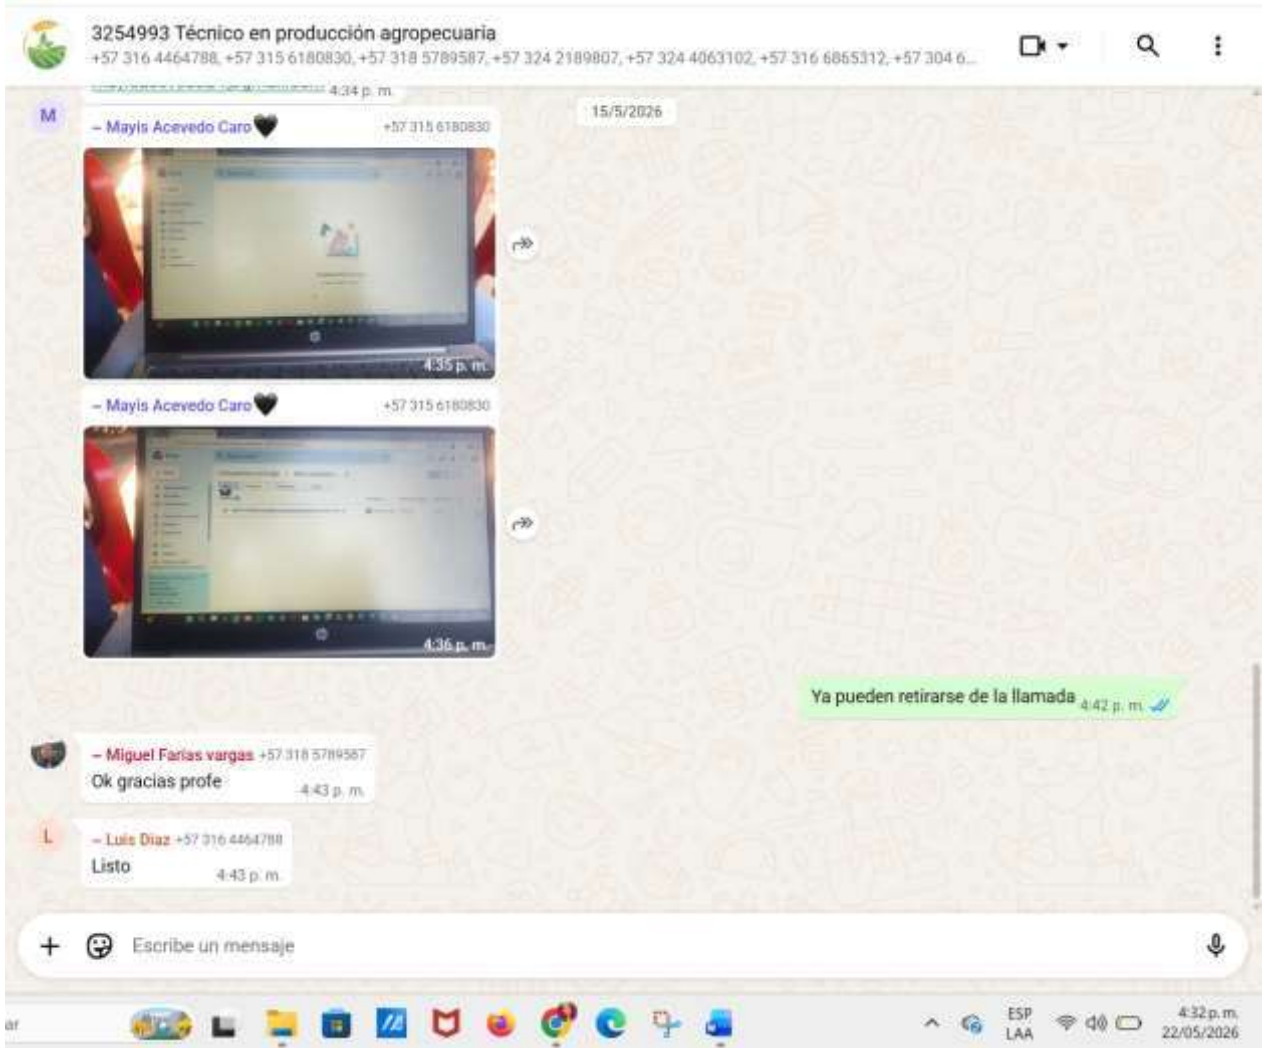 3254993 Técnico en producción agropecuaria
+57 316 4464788, +57 315 6180830, +57 318 5789587, +57 324 2189807, +57 324 4063102, +57 316 6865312, +57 304 6...
4:34 p. m.
15/5/2026
M
~ Mayis Acevedo Caro🖤 +57 315 6180830
4:35 p. m.
~ Mayis Acevedo Caro🖤 +57 315 6180830
4:36 p. m.
Ya pueden retirarse de la llamada 4:42 p. m.
~ Miguel Farias vargas +57 318 5789587
Ok gracias profe
4:43 p. m.
L
~ Luis Diaz +57 316 4464788
Listo
4:43 p. m.
Escribe un mensaje
ar
ESP
LAA
4:32 p. m.
22/05/2026